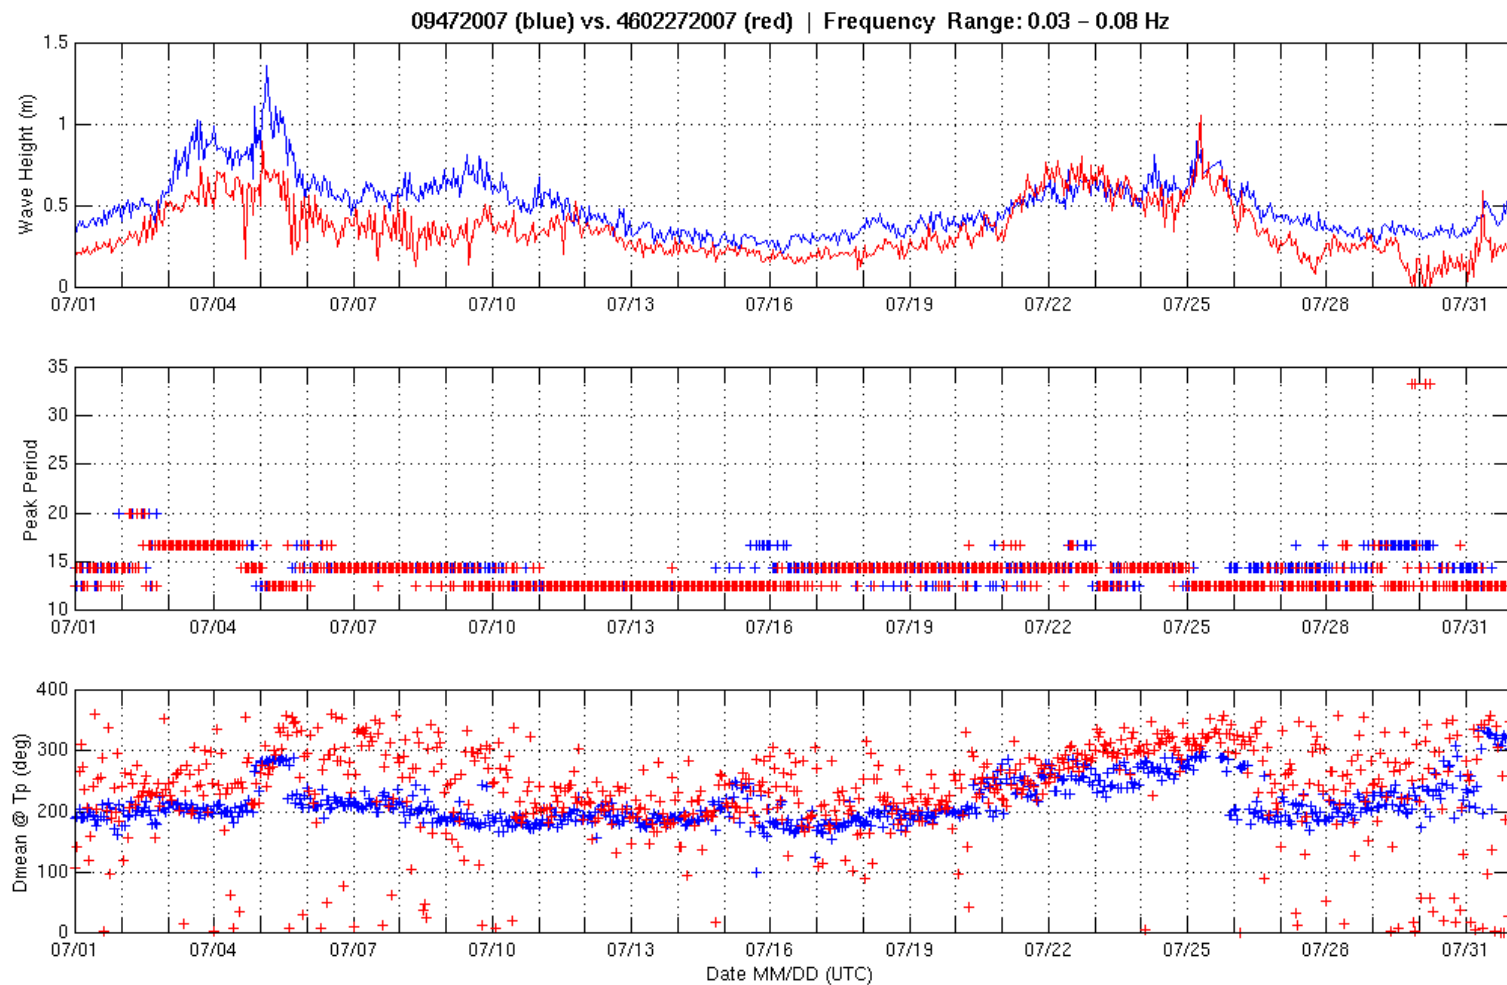 09472007 (blue) vs. 4602272007 (red) | Frequency Range: 0.03 – 0.08 Hz
1.5
1
0.5
0
Wave Height (m)
07/01 07/04 07/07 07/10 07/13 07/16 07/19 07/22 07/25 07/28 07/31
35
30
25
20
15
10
Peak Period
07/01 07/04 07/07 07/10 07/13 07/16 07/19 07/22 07/25 07/28 07/31
400
300
200
100
0
Dmean @ Tp (deg)
07/01 07/04 07/07 07/10 07/13 07/16 07/19 07/22 07/25 07/28 07/31
Date MM/DD (UTC)